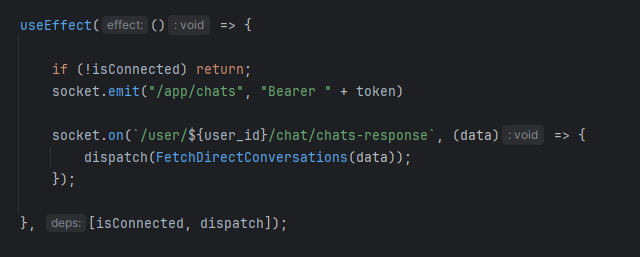 useEffect( effect: () : void => {
if (!isConnected) return;
socket.emit("/app/chats", "Bearer " + token)
socket.on(`/user/${user_id}/chat/chats-response`, (data) : void => {
dispatch(FetchDirectConversations(data));
});
}, deps: [isConnected, dispatch]);